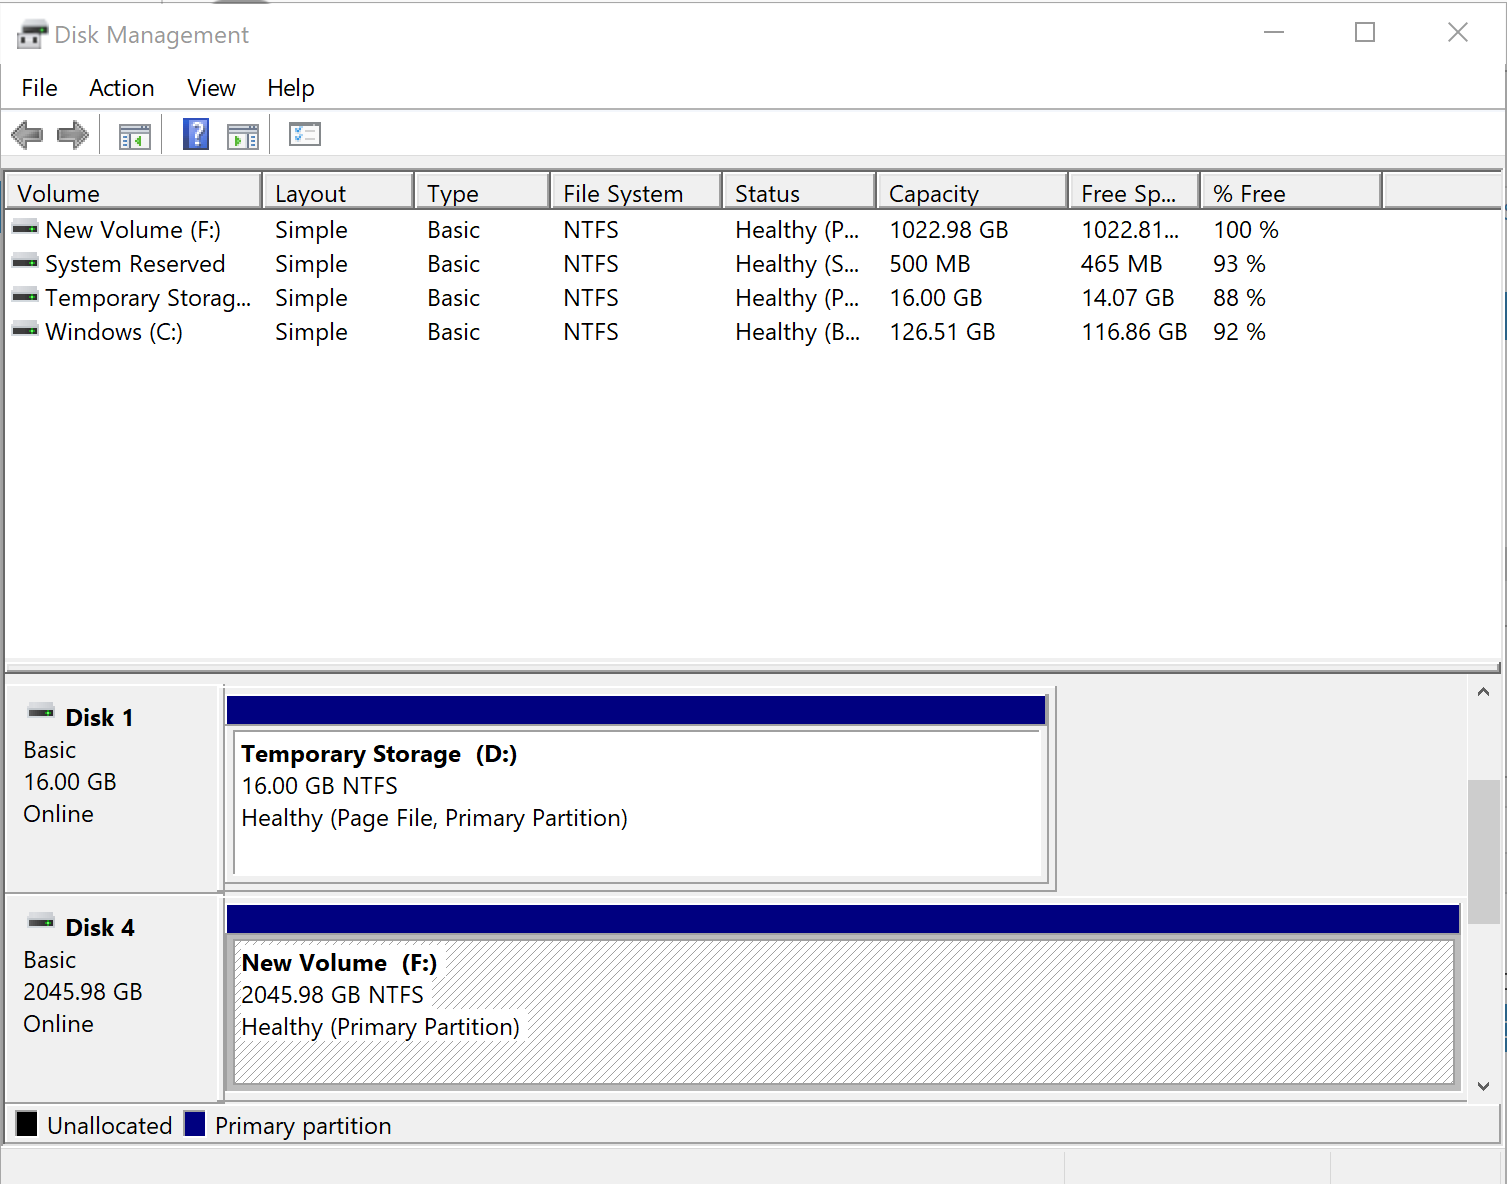 Disk Management
File Action View Help
Volume Layout Type File System Status Capacity Free Sp... % Free
New Volume (F:) Simple Basic NTFS Healthy (P... 1022.98 GB 1022.81... 100 %
System Reserved Simple Basic NTFS Healthy (S... 500 MB 465 MB 93 %
Temporary Storag... Simple Basic NTFS Healthy (P... 16.00 GB 14.07 GB 88 %
Windows (C:) Simple Basic NTFS Healthy (B... 126.51 GB 116.86 GB 92 %
Disk 1
Basic
16.00 GB
Online
Temporary Storage (D:)
16.00 GB NTFS
Healthy (Page File, Primary Partition)
Disk 4
Basic
2045.98 GB
Online
New Volume (F:)
2045.98 GB NTFS
Healthy (Primary Partition)
Unallocated Primary partition